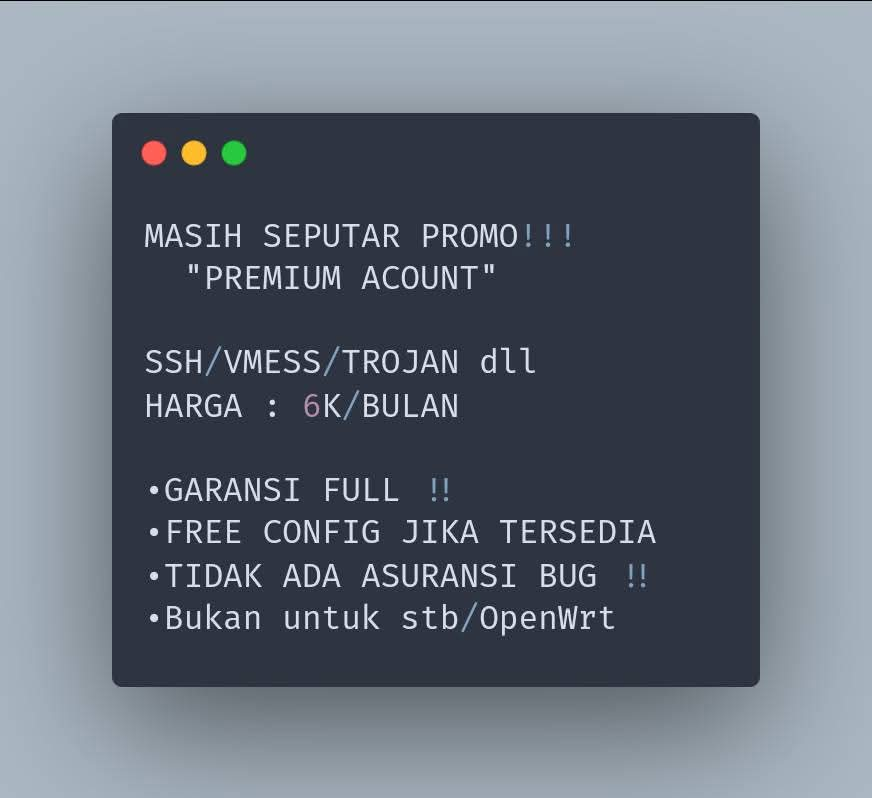 MASIH SEPUTAR PROMO!!!
"PREMIUM ACOUNT"
SSH/VMESS/TROJAN dll
HARGA : 6K/BULAN
•GARANSI FULL !!
•FREE CONFIG JIKA TERSEDIA
•TIDAK ADA ASURANSI BUG !!
•Bukan untuk stb/OpenWrt